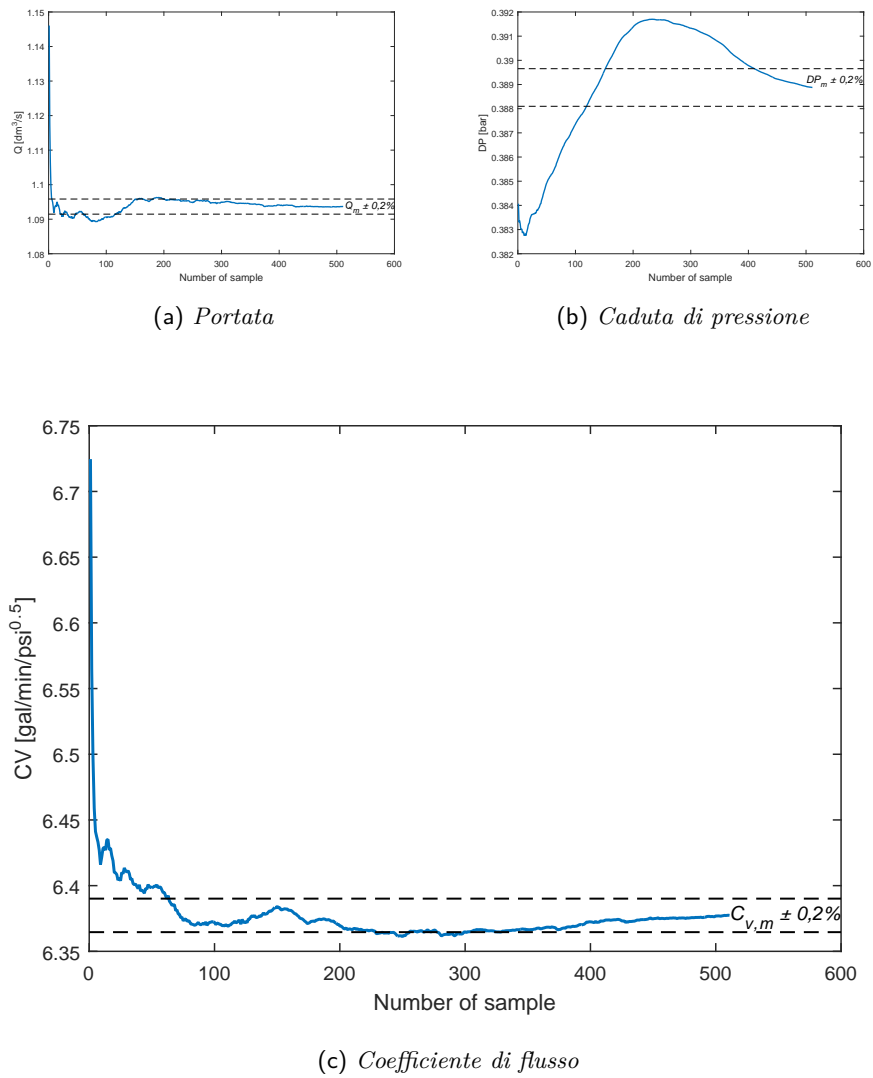 1.15
1.14
1.13
1.12
1.11
1.1
1.09
1.08
Q [dm3/s]
Qm ± 0,2%
0 100 200 300 400 500 600
Number of sample
(a) Portata
0.392
0.391
0.39
0.389
0.388
0.387
0.386
0.385
0.384
0.383
0.382
DP [bar]
DPm ± 0,2%
0 100 200 300 400 500 600
Number of sample
(b) Caduta di pressione
6.75
6.7
6.65
6.6
6.55
6.5
6.45
6.4
6.35
CV [gal/min/psi0.5]
Cv,m ± 0,2%
0 100 200 300 400 500 600
Number of sample
(c) Coefficiente di flusso